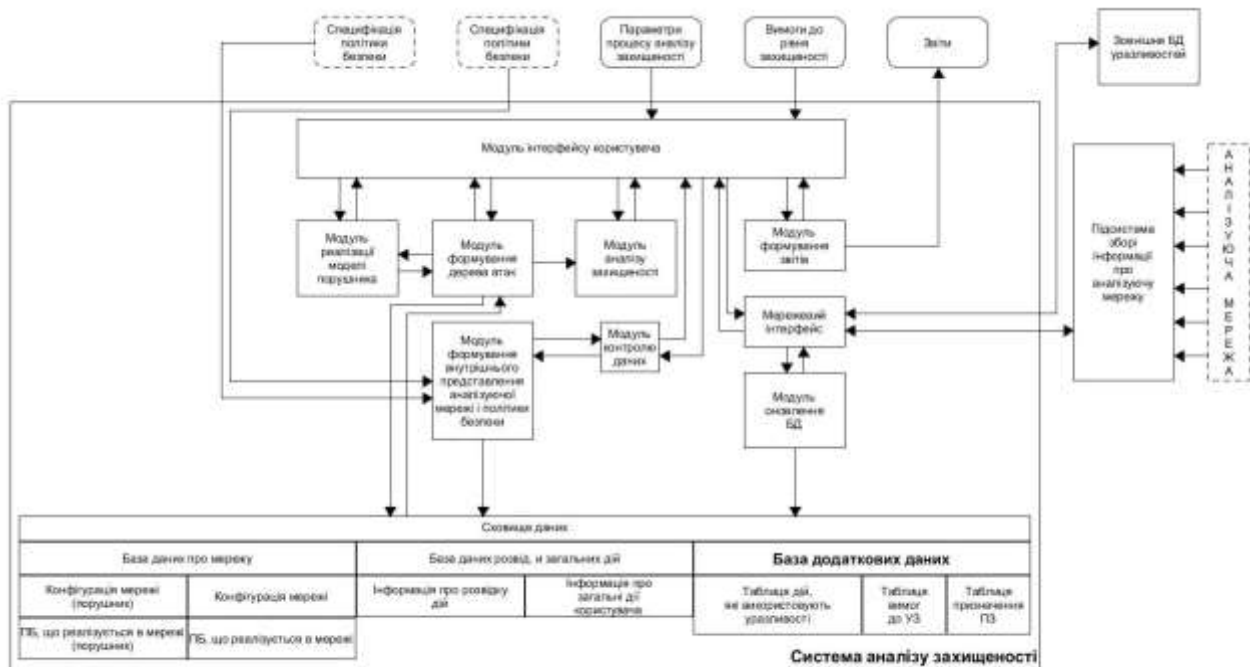 Специфікація
політики
безпеки
Специфікація
політики
безпеки
Параметри
процесу аналізу
захищеності
Вимоги до
рівня
захищеності
Звіти
Зовнішня БД
уразливостей
Модуль інтерфейсу користувача
Модуль
реалізації
моделі
порушника
Модуль
формування
дерева атак
Модуль
аналізу
захищеності
Модуль
формування
звітів
Підсистема
зборі
інформації
про
аналізуючу
мережу
АНАЛІЗУЮЧА МЕРЕЖА
Мережевий
інтерфейс
Модуль
формування
внутрішнього
представлення
аналізуючої
мережі і політики
безпеки
Модуль
контролю
даних
Модуль
оновлення
БД
Сховище даних
База даних про мережу
База даних розвід, и загальних дій
База додаткових даних
Конфігурація мережі
(порушник)
Конфігурація мережі
Інформація про розвідку
дій
Інформація про
загальні дії
користувача
Таблиця дій,
які використовують
уразливості
Таблиця
вимог
до УЗ
Таблиця
призначення
ПЗ
ПБ, що реалізується в мережі
(порушник)
ПБ, що реалізується в мережі
Система аналізу захищеності